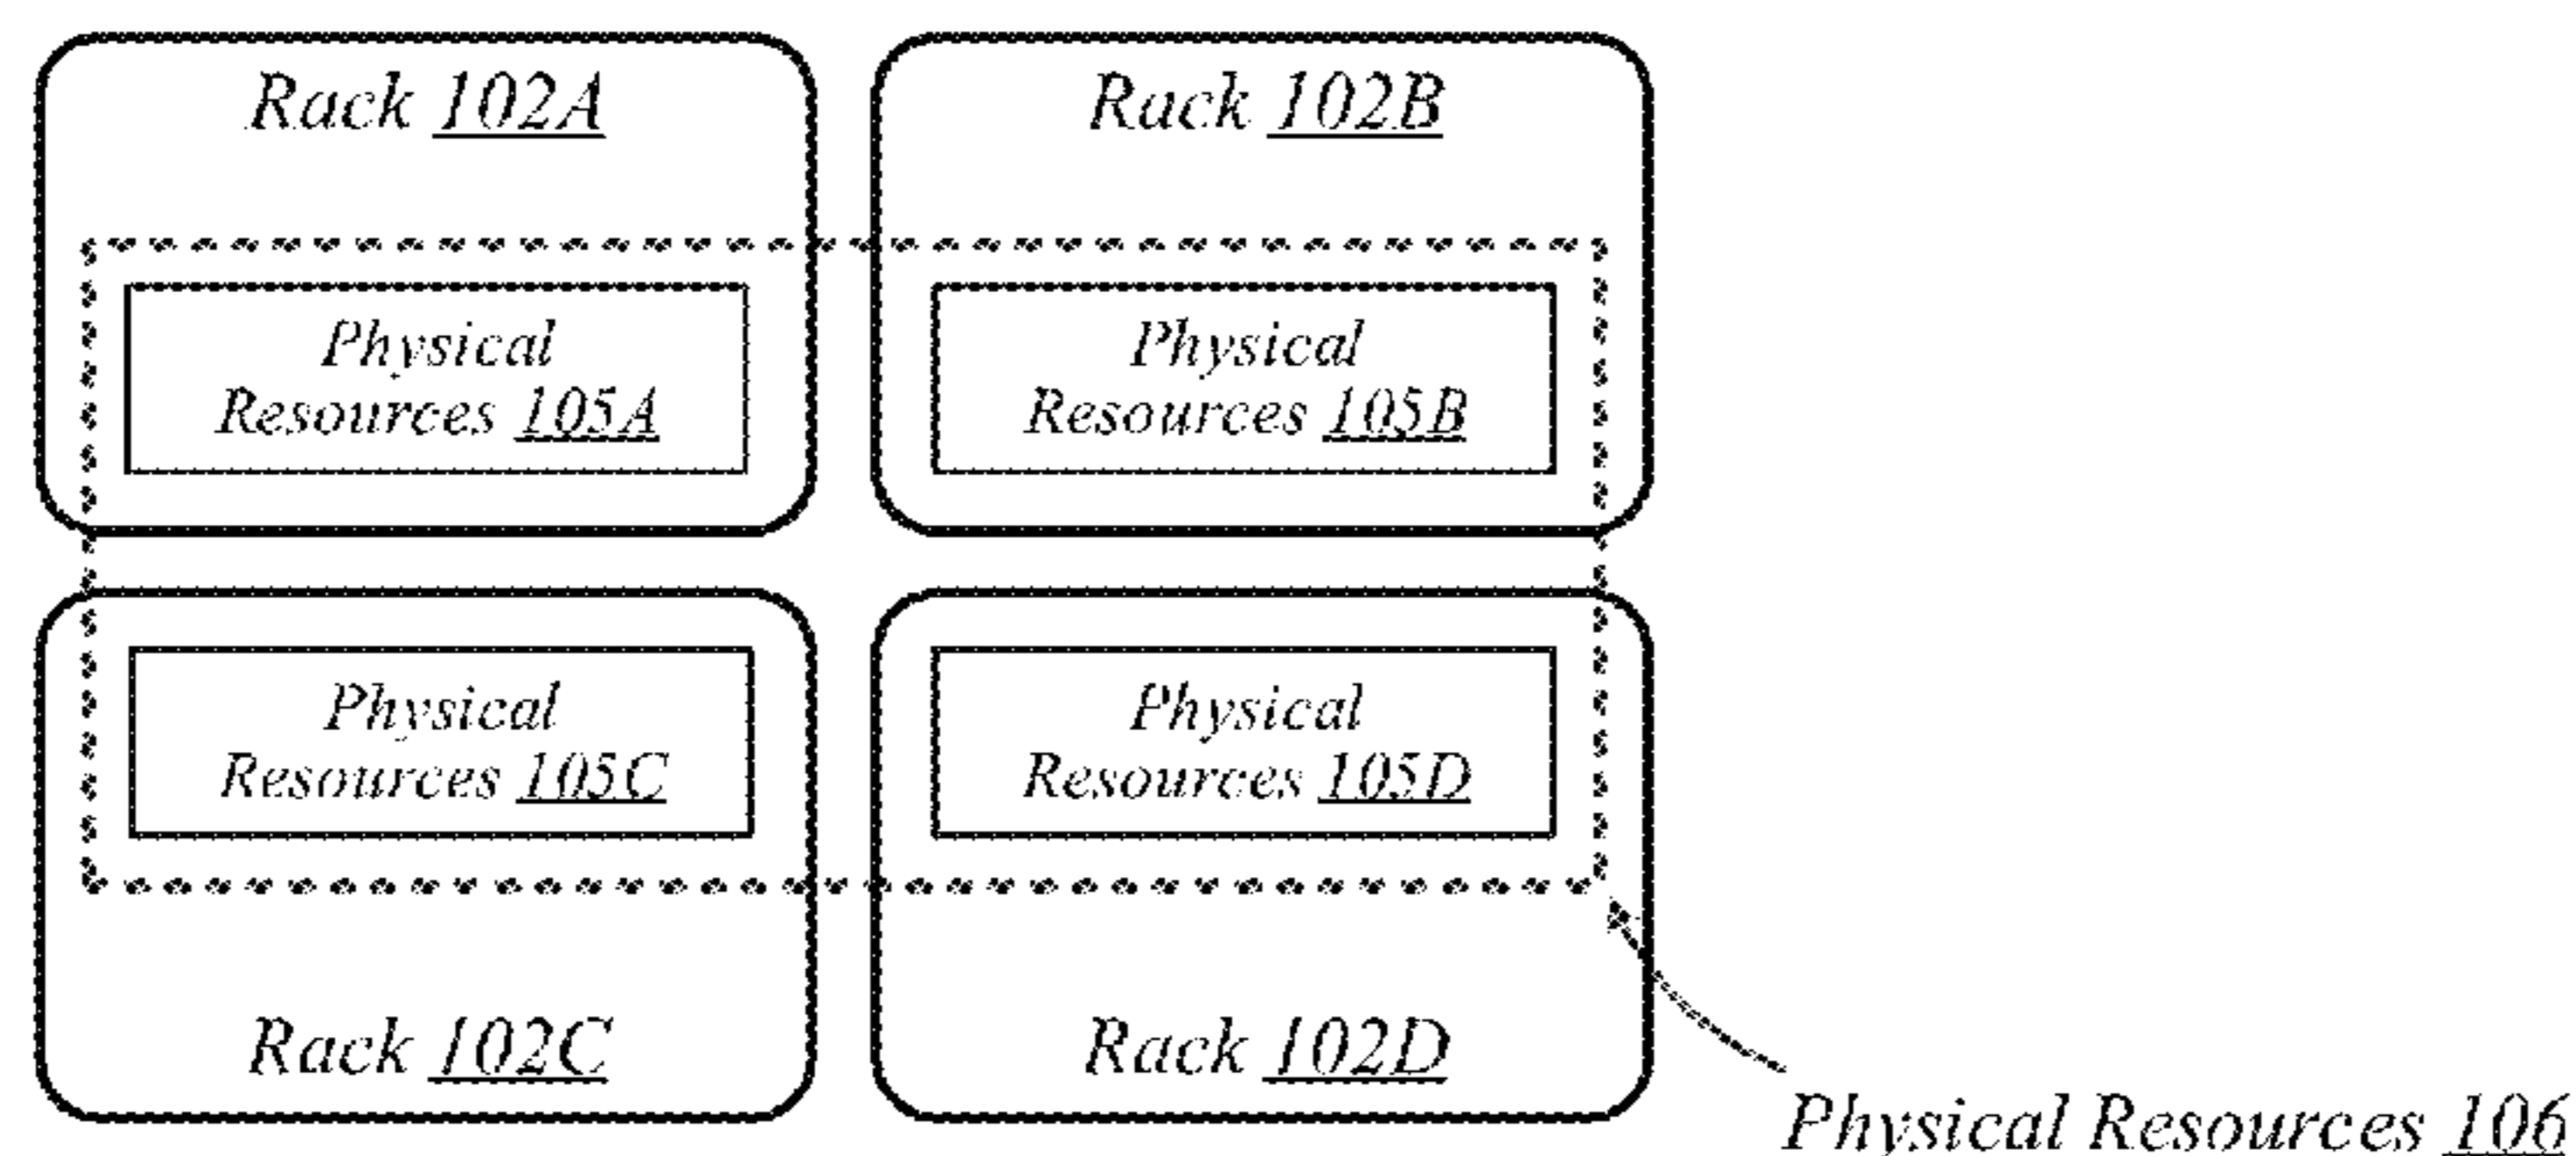 Rack 102A
Rack 102B
Physical
Resources 105A
Physical
Resources 105B
Physical
Resources 105C
Physical
Resources 105D
Rack 102C
Rack 102D
Physical Resources 106